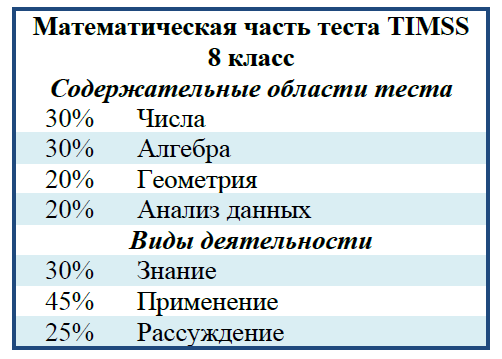 Математическая часть теста TIMSS
8 класс
Содержательные области теста
30% Числа
30% Алгебра
20% Геометрия
20% Анализ данных
Виды деятельности
30% Знание
45% Применение
25% Рассуждение